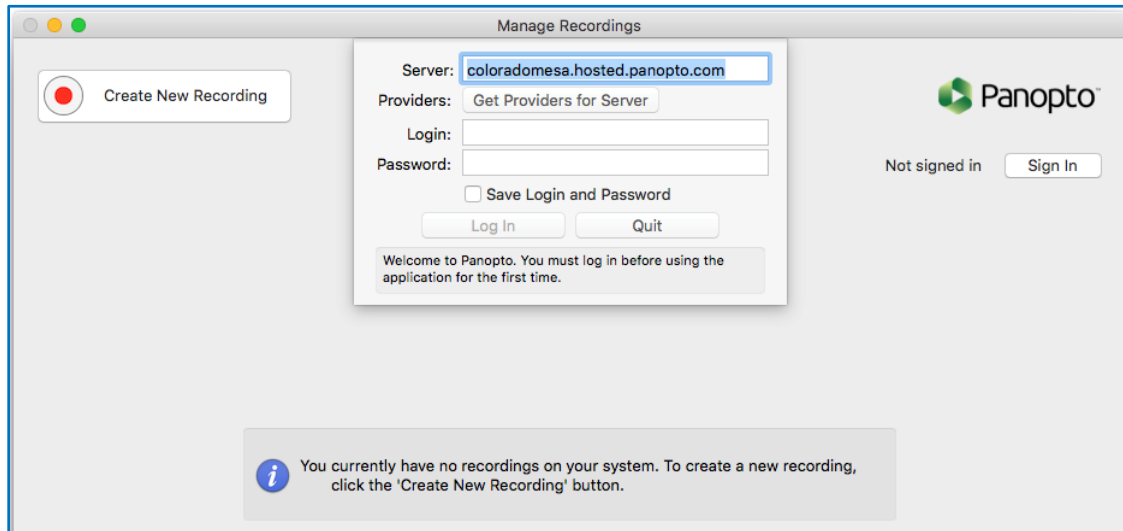 Manage Recordings
Create New Recording
Server: coloradomesa.hosted.panopto.com
Providers: Get Providers for Server
Login:
Password:
Save Login and Password
Log In Quit
Welcome to Panopto. You must log in before using the
application for the first time.
Panopto™
Not signed in Sign In
You currently have no recordings on your system. To create a new recording,
click the 'Create New Recording' button.